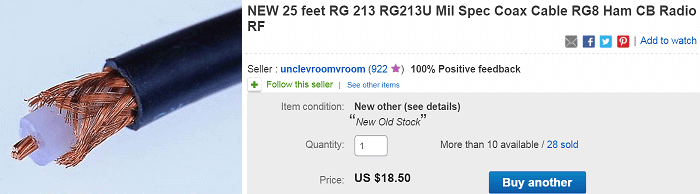 NEW 25 feet RG 213 RG213U Mil Spec Coax Cable RG8 Ham CB Radio
RF
| Add to watch
Seller : unclevroomvroom (922 ★) 100% Positive feedback
+ Follow this seller | See other items
Item condition: New other (see details)
“New Old Stock”
Quantity: 1 More than 10 available / 28 sold
Price: US $18.50 Buy another